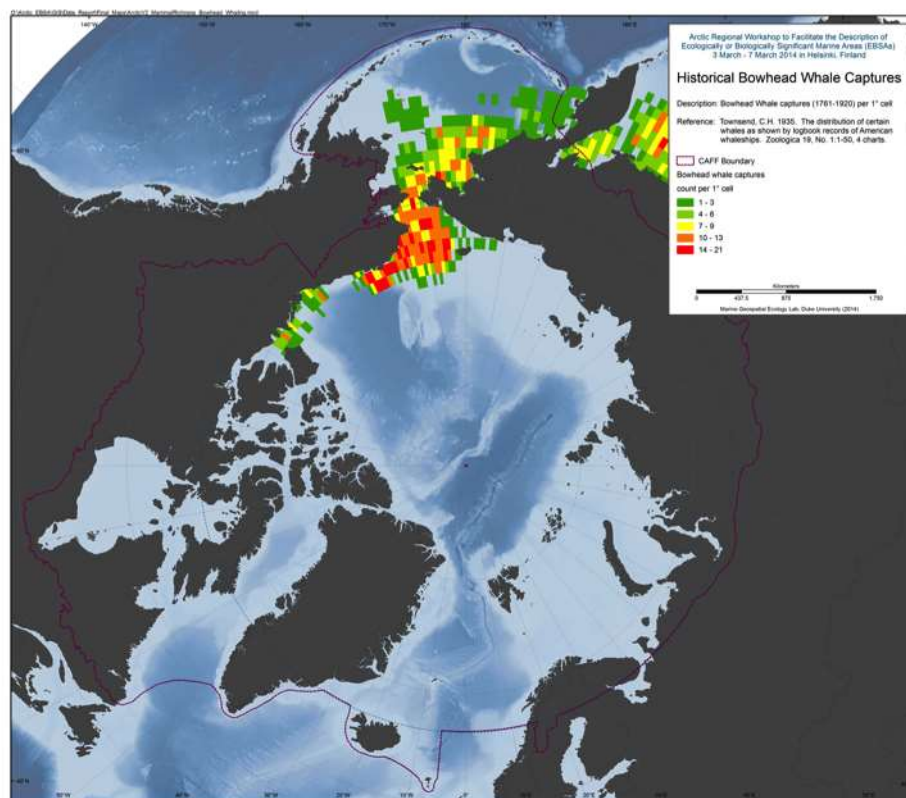 Arctic Regional Workshop to Facilitate the Description of
Ecologically or Biologically Significant Marine Areas (EBSAs)
3 March - 7 March 2014 in Helsinki, Finland
Historical Bowhead Whale Captures
Description: Bowhead Whale captures (1761-1920) per 1° cell
Reference: Townsend, C.H. 1935. The distribution of certain
whales as shown by logbook records of American
whaleships. Zoologica 19, No. 1:1-50, 4 charts.
CAFF Boundary
Bowhead whale captures
count per 1° cell
1 - 3
4 - 6
7 - 9
10 - 13
14 - 21
Kilometers
0 437.5 875 1,750
Marine Geospatial Ecology Lab, Duke University (2014)